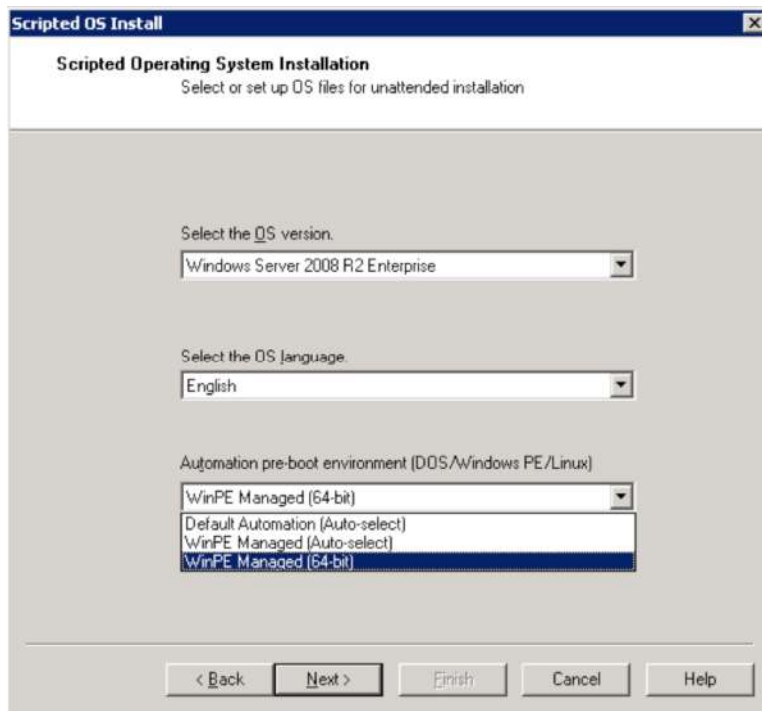 Scripted OS Install
Scripted Operating System Installation
Select or set up OS files for unattended installation
Select the OS version.
Windows Server 2008 R2 Enterprise
Select the OS language.
English
Automation pre-boot environment (DOS/Windows PE/Linux)
WinPE Managed (64-bit)
Default Automation (Auto-select)
WinPE Managed (Auto-select)
WinPE Managed (64-bit)
< Back Next > Finish Cancel Help